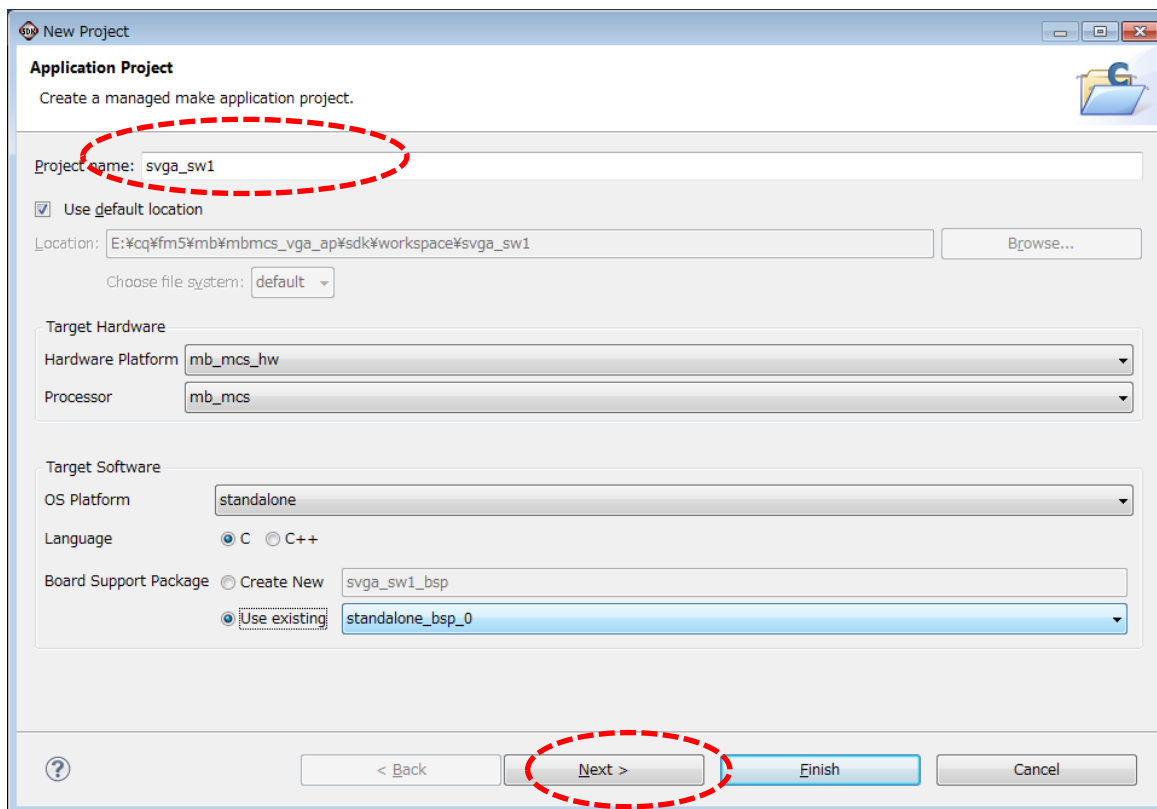 SDK New Project
Application Project
Create a managed make application project.
C
Project name: svga_sw1
Use default location
Location: E:¥cq¥fm5¥mb¥mbmcs_vga_ap¥sdk¥workspace¥svga_sw1 Browse...
Choose file system: default
Target Hardware
Hardware Platform mb_mcs_hw
Processor mb_mcs
Target Software
OS Platform standalone
Language C C++
Board Support Package Create New svga_sw1_bsp
Use existing standalone_bsp_0
? < Back Next > Finish Cancel